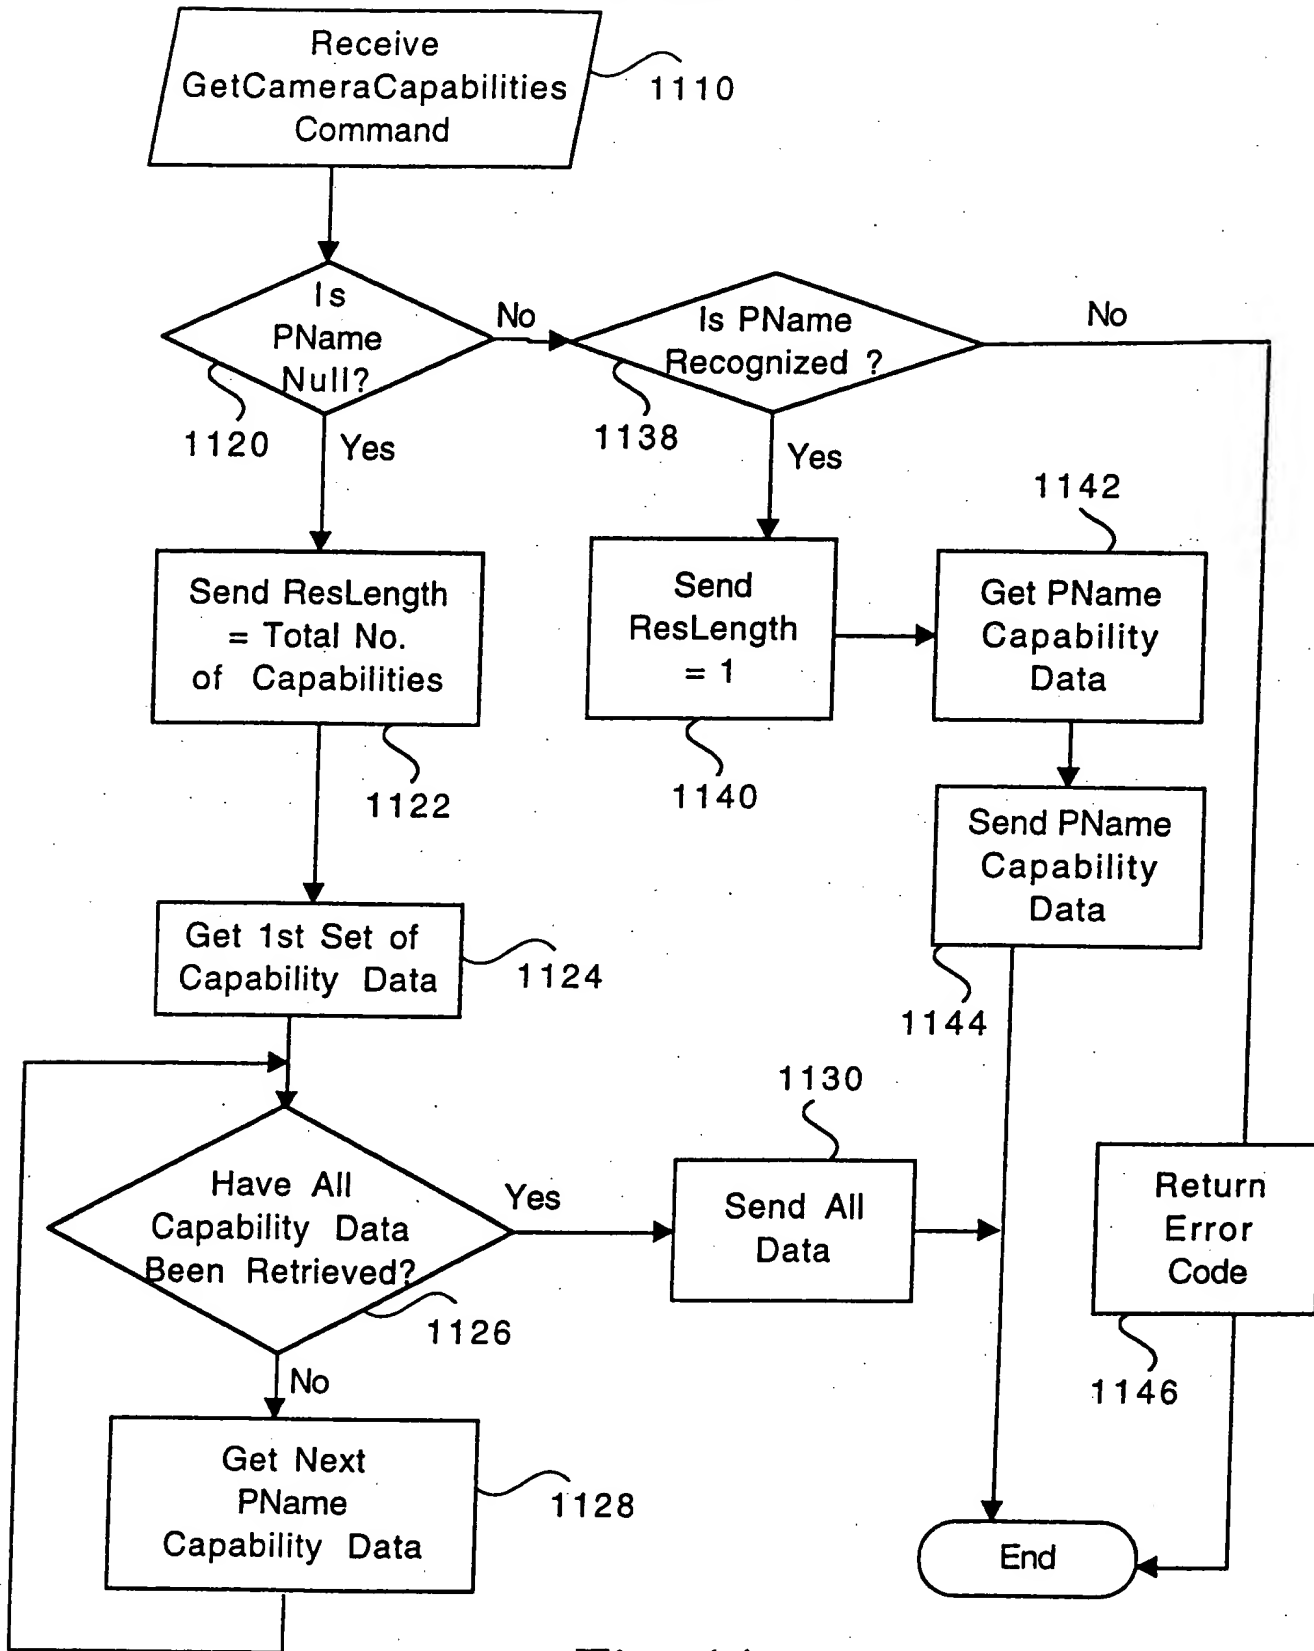 Receive
GetCameraCapabilities
Command
1110
Is
PName
Null?
1120
No
Yes
Is PName
Recognized ?
1138
No
Yes
Send ResLength
= Total No.
of Capabilities
1122
Send
ResLength
= 1
1140
1142
Get PName
Capability
Data
Send PName
Capability
Data
1144
Get 1st Set of
Capability Data
1124
Have All
Capability Data
Been Retrieved?
1126
Yes
No
1130
Send All
Data
Return
Error
Code
1146
Get Next
PName
Capability Data
1128
End